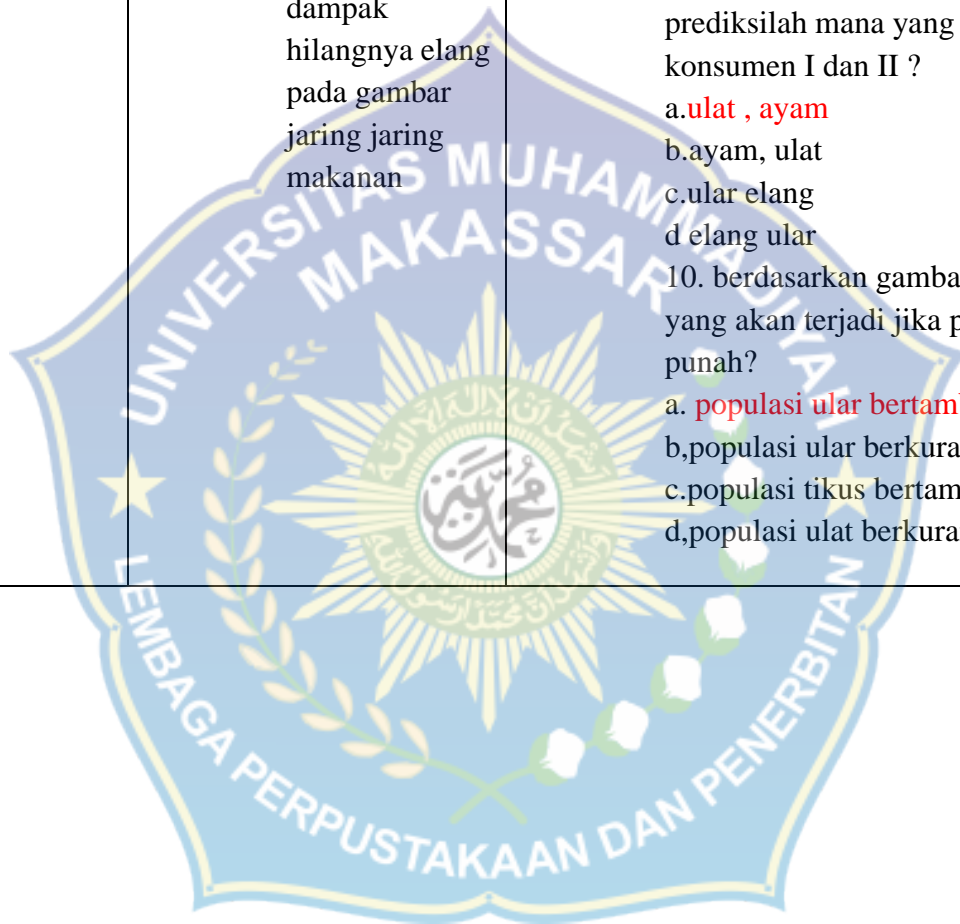 dampak
hilangnya elang
pada gambar
jaring jaring
makanan
prediksilah mana yang
konsumen I dan II ?
a.ulat , ayam
b.ayam, ulat
c.ular elang
d elang ular
10. berdasarkan gamba
yang akan terjadi jika p
punah?
a. populasi ular bertamb
b,populasi ular berkura
c.populasi tikus bertam
d,populasi ulat berkura
UNIVERSITAS MUHAMMADIYAH
MAKASSAR
LEMBAGA PERPUSTAKAAN DAN PENERBITAN